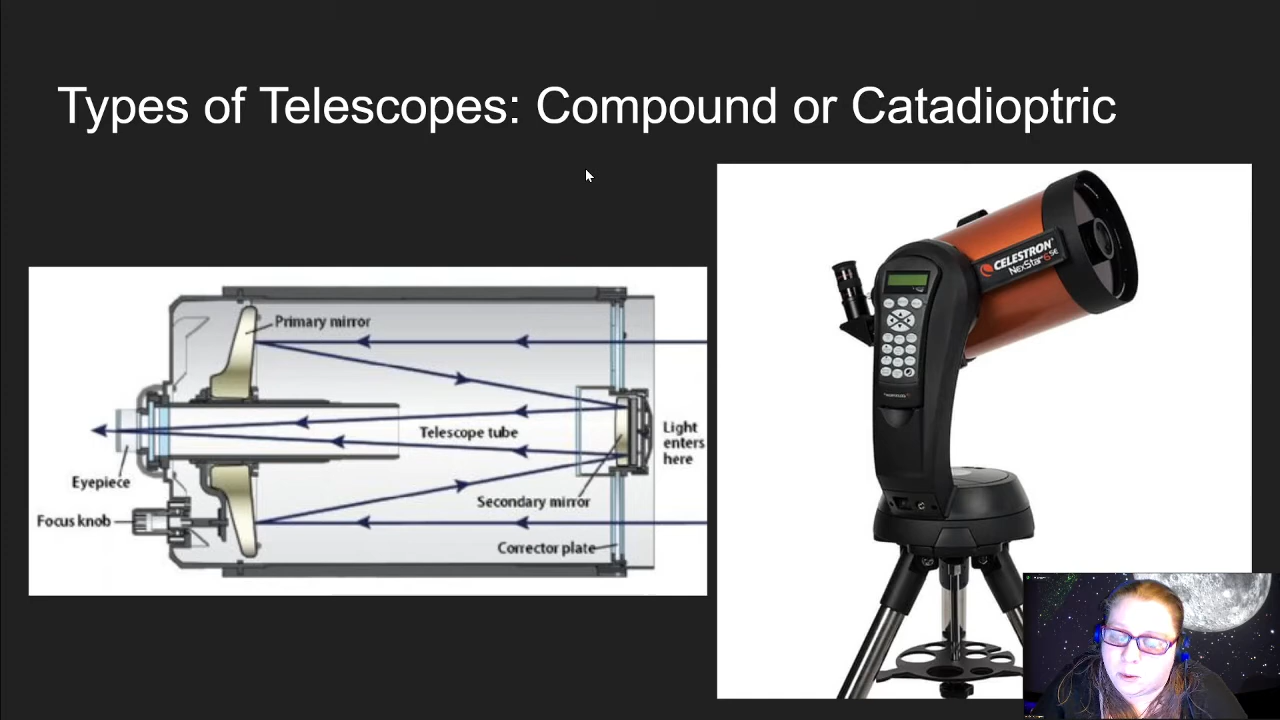 Types of Telescopes: Compound or Catadioptric
Primary mirror
Telescope tube
Light
enters
here
Eyepiece
Secondary mirror
Focus knob
Corrector plate
CELESTRON
NexStar 6SE